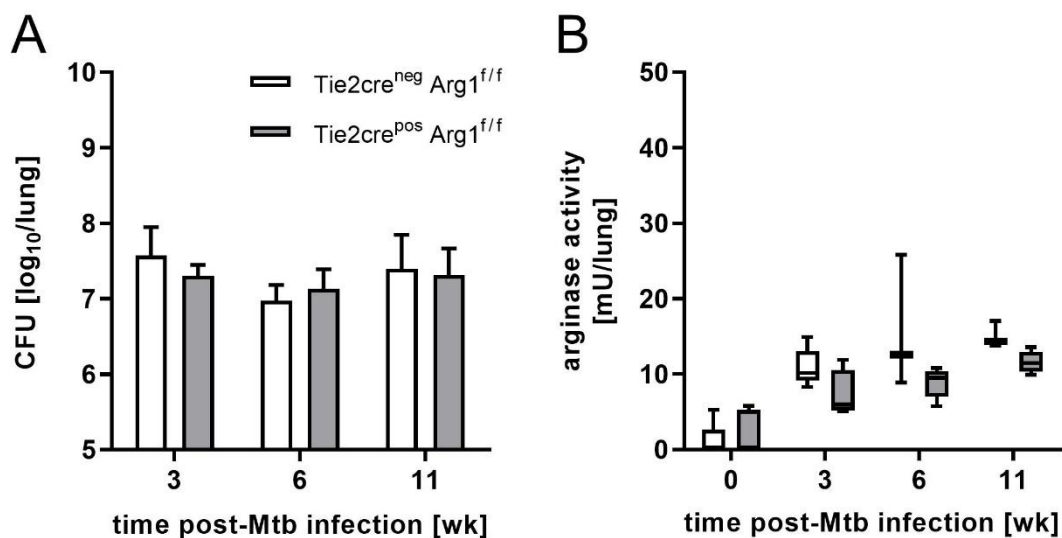 A
CFU [log₁₀/lung]
10
9
8
7
6
5
Tie2creⁿᵉᵍ Arg1ᶠ/ᶠ
Tie2creᵖᵒˢ Arg1ᶠ/ᶠ
3 6 11
time post-Mtb infection [wk]
B
arginase activity
[mU/lung]
50
40
30
20
10
0
0 3 6 11
time post-Mtb infection [wk]